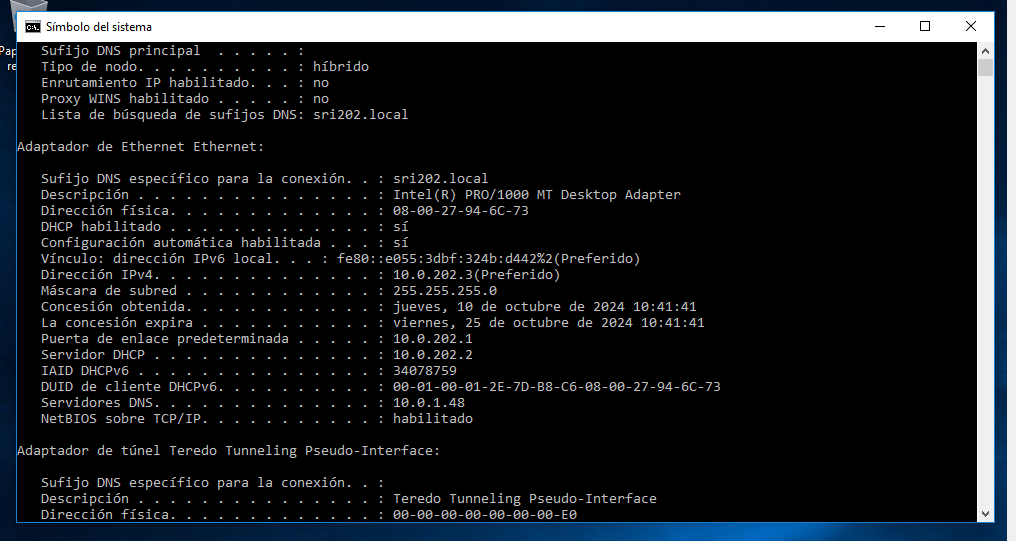 Pap
re
Símbolo del sistema
Sufijo DNS principal . . . . . :
Tipo de nodo. . . . . . . . . . : híbrido
Enrutamiento IP habilitado. . . : no
Proxy WINS habilitado . . . . . : no
Lista de búsqueda de sufijos DNS: sri202.local
Adaptador de Ethernet Ethernet:
Sufijo DNS específico para la conexión. . : sri202.local
Descripción . . . . . . . . . . . . . . . : Intel(R) PRO/1000 MT Desktop Adapter
Dirección física. . . . . . . . . . . . . : 08-00-27-94-6C-73
DHCP habilitado . . . . . . . . . . . . . : sí
Configuración automática habilitada . . . : sí
Vínculo: dirección IPv6 local. . . : fe80::e055:3dbf:324b:d442%2(Preferido)
Dirección IPv4. . . . . . . . . . . . . . : 10.0.202.3(Preferido)
Máscara de subred . . . . . . . . . . . . : 255.255.255.0
Concesión obtenida. . . . . . . . . . . . : jueves, 10 de octubre de 2024 10:41:41
La concesión expira . . . . . . . . . . . : viernes, 25 de octubre de 2024 10:41:41
Puerta de enlace predeterminada . . . . . : 10.0.202.1
Servidor DHCP . . . . . . . . . . . . . . : 10.0.202.2
IAID DHCPv6 . . . . . . . . . . . . . . . : 34078759
DUID de cliente DHCPv6. . . . . . . . . . : 00-01-00-01-2E-7D-B8-C6-08-00-27-94-6C-73
Servidores DNS. . . . . . . . . . . . . . : 10.0.1.48
NetBIOS sobre TCP/IP. . . . . . . . . . . : habilitado
Adaptador de túnel Teredo Tunneling Pseudo-Interface:
Sufijo DNS específico para la conexión. . :
Descripción . . . . . . . . . . . . . . . : Teredo Tunneling Pseudo-Interface
Dirección física. . . . . . . . . . . . . : 00-00-00-00-00-00-00-E0